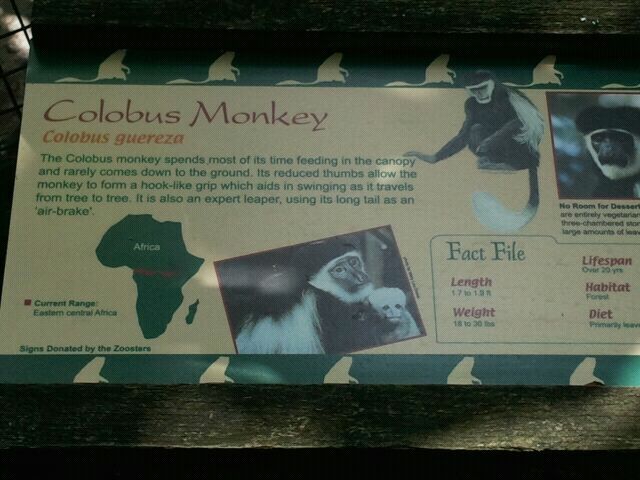 Colobus Monkey
Colobus guereza
The Colobus monkey spends most of its time feeding in the canopy
and rarely comes down to the ground. Its reduced thumbs allow the
monkey to form a hook-like grip which aids in swinging as it travels
from tree to tree. It is also an expert leaper, using its long tail as an
'air-brake'.
Africa
Current Range:
Eastern central Africa
Signs Donated by the Zoosters
No Room for Dessert
are entirely vegetarian
three-chambered
large amounts of
Fact File
Length
1.7 to 1.9 ft
Weight
18 to 30 lbs
Lifespan
Over 20 yrs
Habitat
Forest
Diet
Primarily